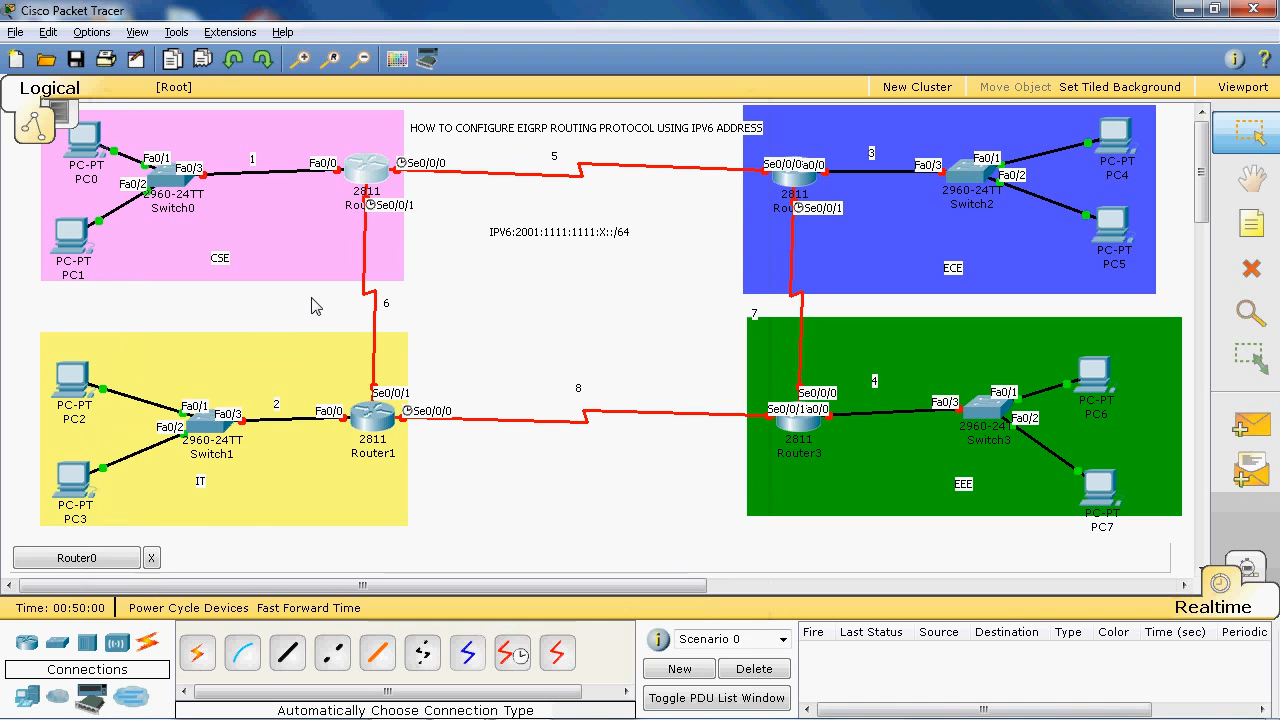 Cisco Packet Tracer
File Edit Options View Tools Extensions Help
Logical
[Root]
New Cluster
Move Object
Set Tiled Background
Viewport
HOW TO CONFIGURE EIGRP ROUTING PROTOCOL USING IPV6 ADDRESS
IPV6:2001:1111:1111:X::/64
PC-PT
PC0
Fa0/1
Fa0/2
Fa0/3
2960-24TT
Switch0
1
Fa0/0
Se0/0/0
2811
Se0/0/1
PC-PT
PC1
CSE
5
6
Se0/0/0
2811
Se0/0/1
3
Fa0/3
Fa0/1
Fa0/2
2960-24TT
Switch2
PC-PT
PC4
PC-PT
PC5
ECE
7
PC-PT
PC2
Fa0/1
Fa0/2
Fa0/3
2960-24TT
Switch1
2
Fa0/0
Se0/0/1
Se0/0/0
2811
Router1
PC-PT
PC3
IT
8
Se0/0/0
Se0/0/1
2811
Router3
4
Fa0/3
Fa0/1
Fa0/2
2960-24TT
Switch3
PC-PT
PC6
PC-PT
PC7
EEE
Router0
X
Time: 00:50:00
Power Cycle Devices Fast Forward Time
Realtime
Connections
Automatically Choose Connection Type
Scenario 0
New
Delete
Toggle PDU List Window
Fire Last Status Source Destination Type Color Time (sec) Periodic